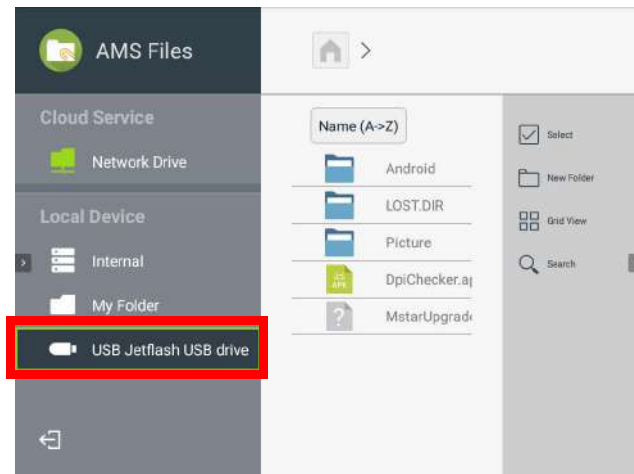 AMS Files
>
Cloud Service
Network Drive
Local Device
Internal
My Folder
USB Jetflash USB drive
Name (A->Z)
Android
LOST.DIR
Picture
DpiChecker.ap
MstarUpgrad
Select
New Folder
Grid View
Search